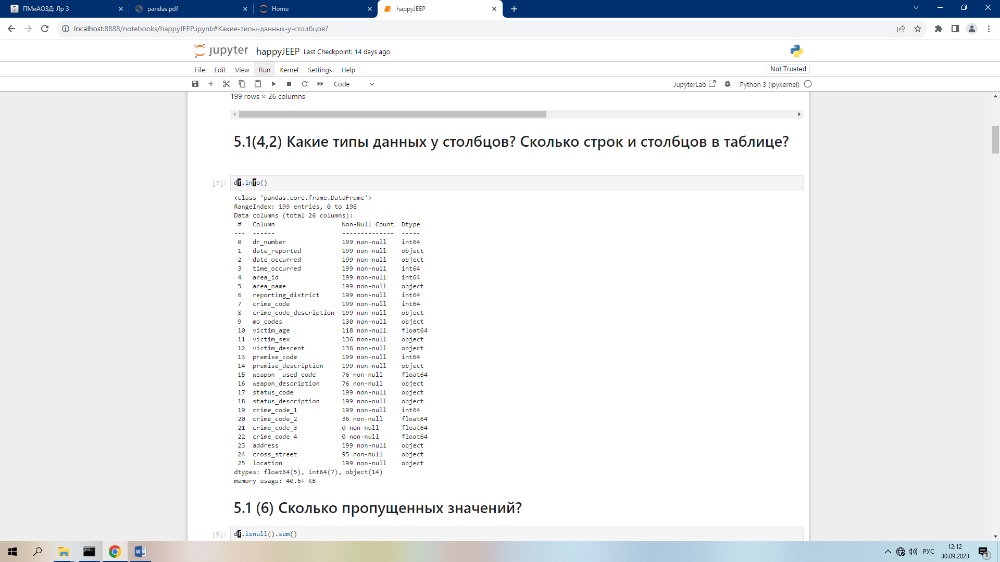 ПМиАОЗД: Лр 3
pandas.pdf
Home
happyJEEP
localhost:8888/notebooks/happyJEEP.ipynb#Какие-типы-данных-у-столбцов?
jupyter happyJEEP Last Checkpoint: 14 days ago
File Edit View Run Kernel Settings Help
Not Trusted
Code
JupyterLab
Python 3 (ipykernel)
199 rows × 26 columns
5.1(4,2) Какие типы данных у столбцов? Сколько строк и столбцов в таблице?
[7]: df.info()
<class 'pandas.core.frame.DataFrame'>
RangeIndex: 199 entries, 0 to 198
Data columns (total 26 columns):
 #   Column                  Non-Null Count  Dtype
---  ------                  --------------  -----
 0   dr_number               199 non-null    int64
 1   date_reported           199 non-null    object
 2   date_occurred           199 non-null    object
 3   time_occurred           199 non-null    int64
 4   area_id                 199 non-null    int64
 5   area_name               199 non-null    object
 6   reporting_district      199 non-null    int64
 7   crime_code              199 non-null    int64
 8   crime_code_description  199 non-null    object
 9   mo_codes                130 non-null    object
 10  victim_age              118 non-null    float64
 11  victim_sex              136 non-null    object
 12  victim_descent          136 non-null    object
 13  premise_code            199 non-null    int64
 14  premise_description     199 non-null    object
 15  weapon _used_code       76 non-null     float64
 16  weapon_description      76 non-null     object
 17  status_code             199 non-null    object
 18  status_description      199 non-null    object
 19  crime_code_1            199 non-null    int64
 20  crime_code_2            36 non-null     float64
 21  crime_code_3            0 non-null      float64
 22  crime_code_4            0 non-null      float64
 23  address                 199 non-null    object
 24  cross_street            95 non-null     object
 25  location                199 non-null    object
dtypes: float64(5), int64(7), object(14)
memory usage: 40.6+ KB
5.1 (6) Сколько пропущенных значений?
[9]: df.isnull().sum()
РУС
12:12
30.09.2023
1